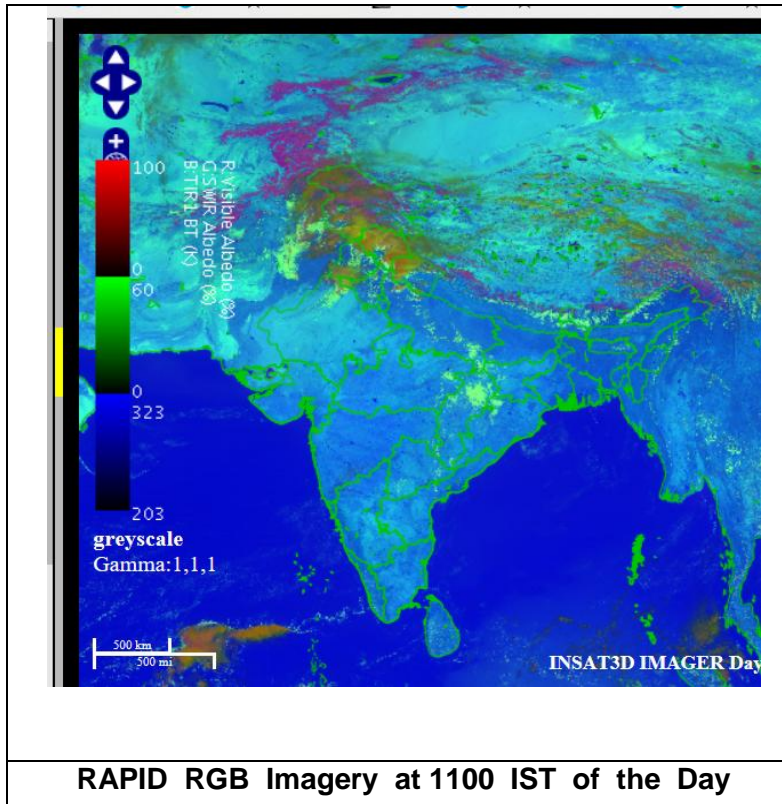 100
0
60
0
323
203
R:Visible Albedo (%)
G:SWIR Albedo (%)
B:TIR1 BT (K)
greyscale
Gamma:1,1,1
500 km
500 mi
INSAT3D IMAGER Day
RAPID RGB Imagery at 1100 IST of the Day